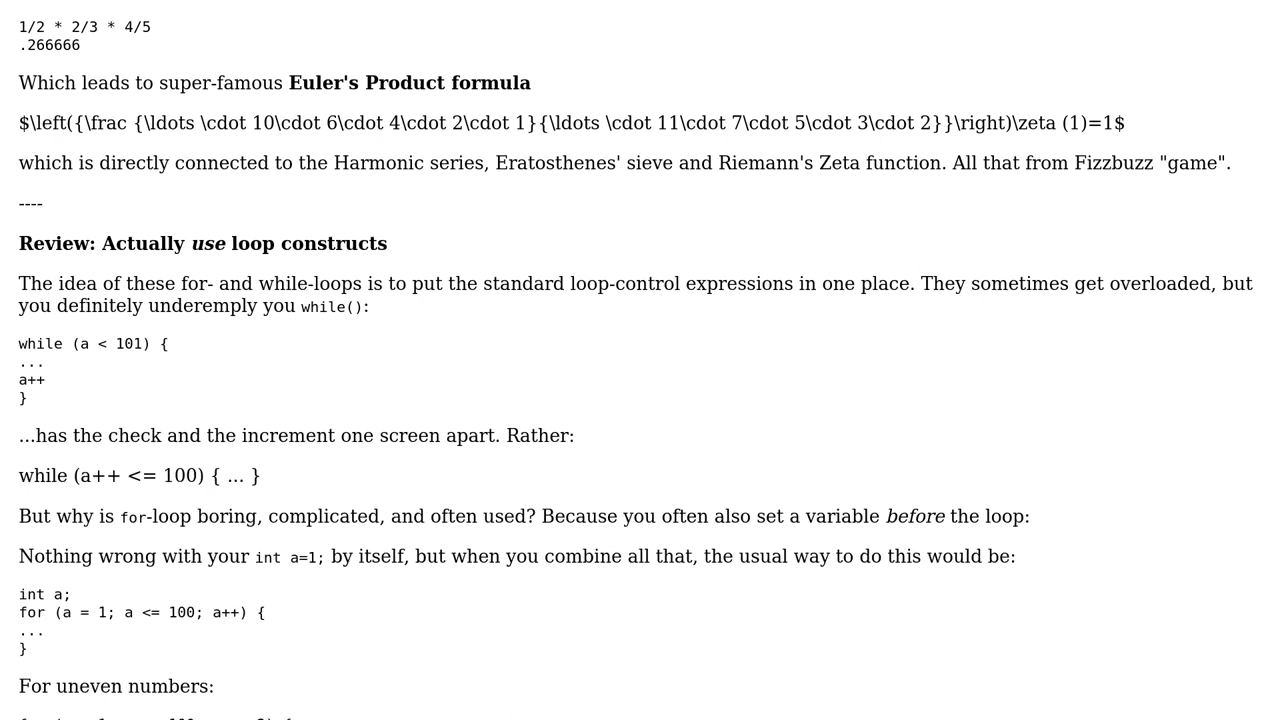 1/2 * 2/3 * 4/5
.266666
Which leads to super-famous Euler's Product formula
$\left({\frac {\ldots \cdot 10\cdot 6\cdot 4\cdot 2\cdot 1}{\ldots \cdot 11\cdot 7\cdot 5\cdot 3\cdot 2}}\right)\zeta (1)=1$
which is directly connected to the Harmonic series, Eratosthenes' sieve and Riemann's Zeta function. All that from Fizzbuzz "game".
----
Review: Actually use loop constructs
The idea of these for- and while-loops is to put the standard loop-control expressions in one place. They sometimes get overloaded, but
you definitely underemply you while():
while (a < 101) {
...
a++
}
...has the check and the increment one screen apart. Rather:
while (a++ <= 100) { ... }
But why is for-loop boring, complicated, and often used? Because you often also set a variable before the loop:
Nothing wrong with your int a=1; by itself, but when you combine all that, the usual way to do this would be:
int a;
for (a = 1; a <= 100; a++) {
...
}
For uneven numbers: